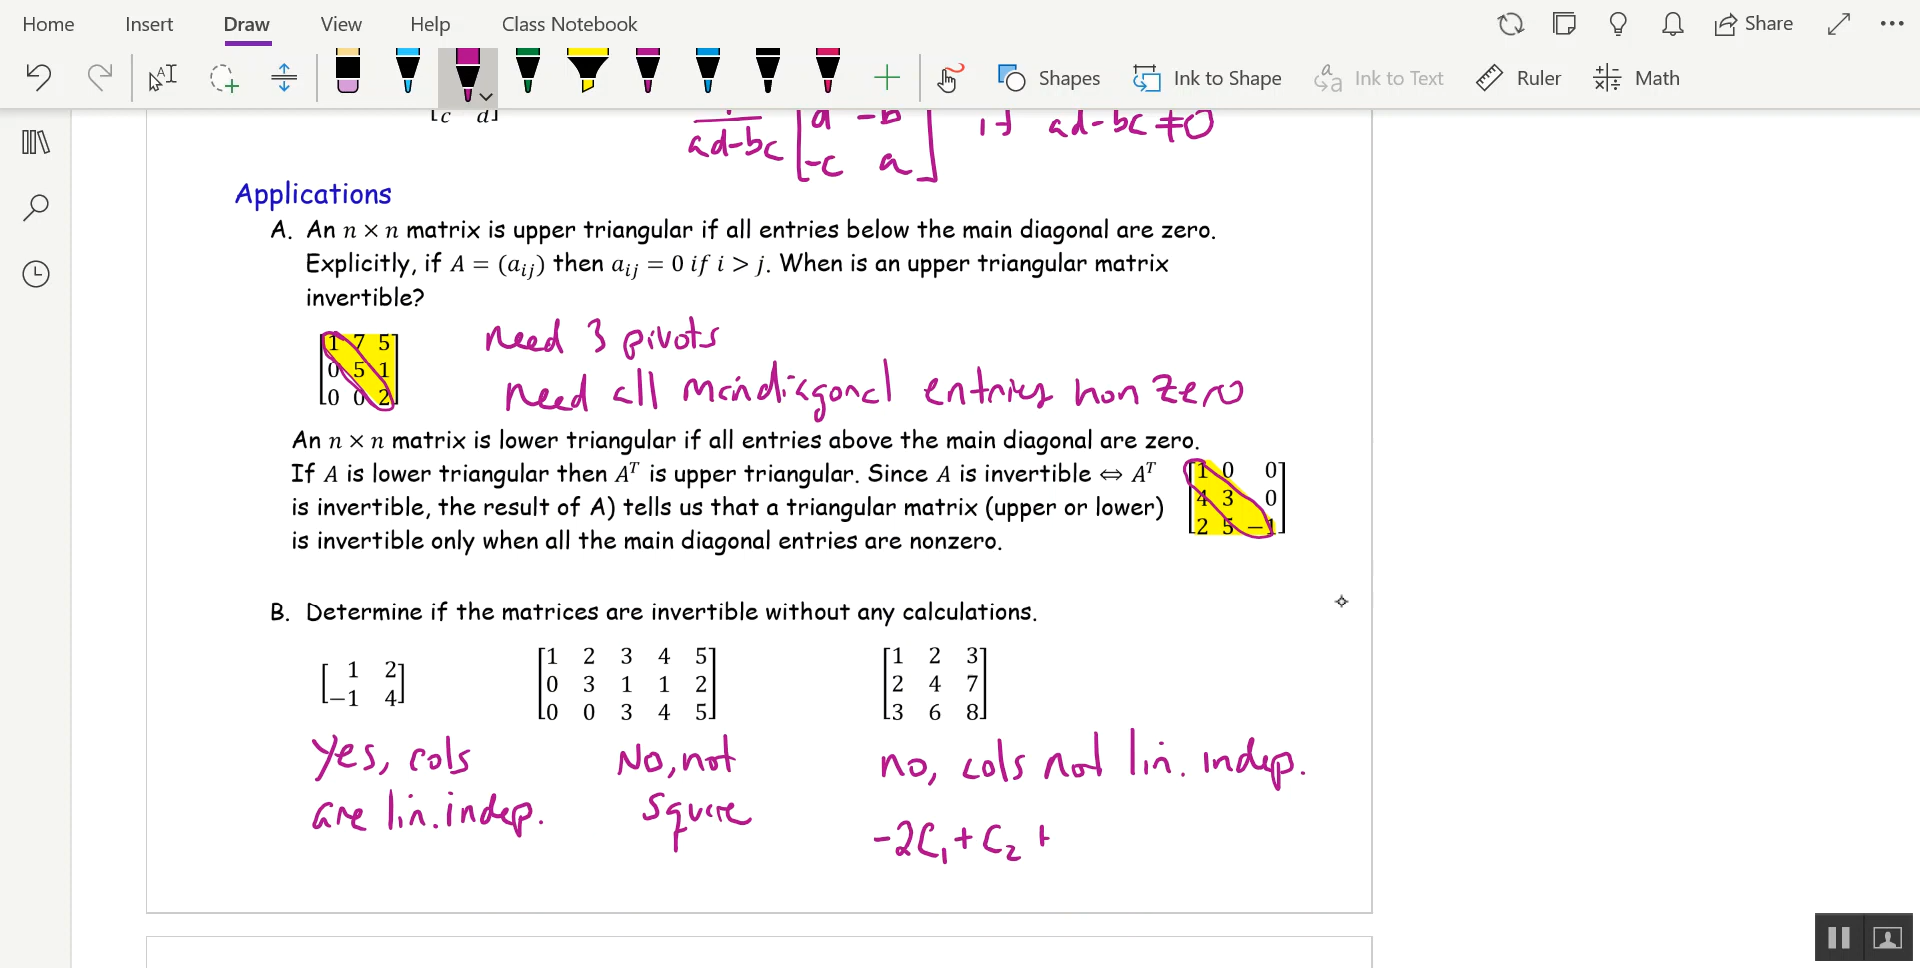 Home Insert Draw View Help Class Notebook Share
Shapes Ink to Shape Ink to Text Ruler Math
[c d]
1/(ad-bc) [d -b; -c a] if ad-bc ≠ 0
Applications
A. An n × n matrix is upper triangular if all entries below the main diagonal are zero.
Explicitly, if A = (aᵢⱼ) then aᵢⱼ = 0 if i > j. When is an upper triangular matrix
invertible?
[1 7 5
0 5 1
0 0 2]
need 3 pivots
need all main diagonal entries non zero
An n × n matrix is lower triangular if all entries above the main diagonal are zero.
If A is lower triangular then Aᵀ is upper triangular. Since A is invertible ⇔ Aᵀ
is invertible, the result of A) tells us that a triangular matrix (upper or lower)
is invertible only when all the main diagonal entries are nonzero.
[1 0 0
4 3 0
2 5 −1]
B. Determine if the matrices are invertible without any calculations.
[1 2
−1 4]
[1 2 3 4 5
0 3 1 1 2
0 0 3 4 5]
[1 2 3
2 4 7
3 6 8]
Yes, cols
are lin. indep.
No, not
square
no, cols not lin. indep.
-2C₁ + C₂ +